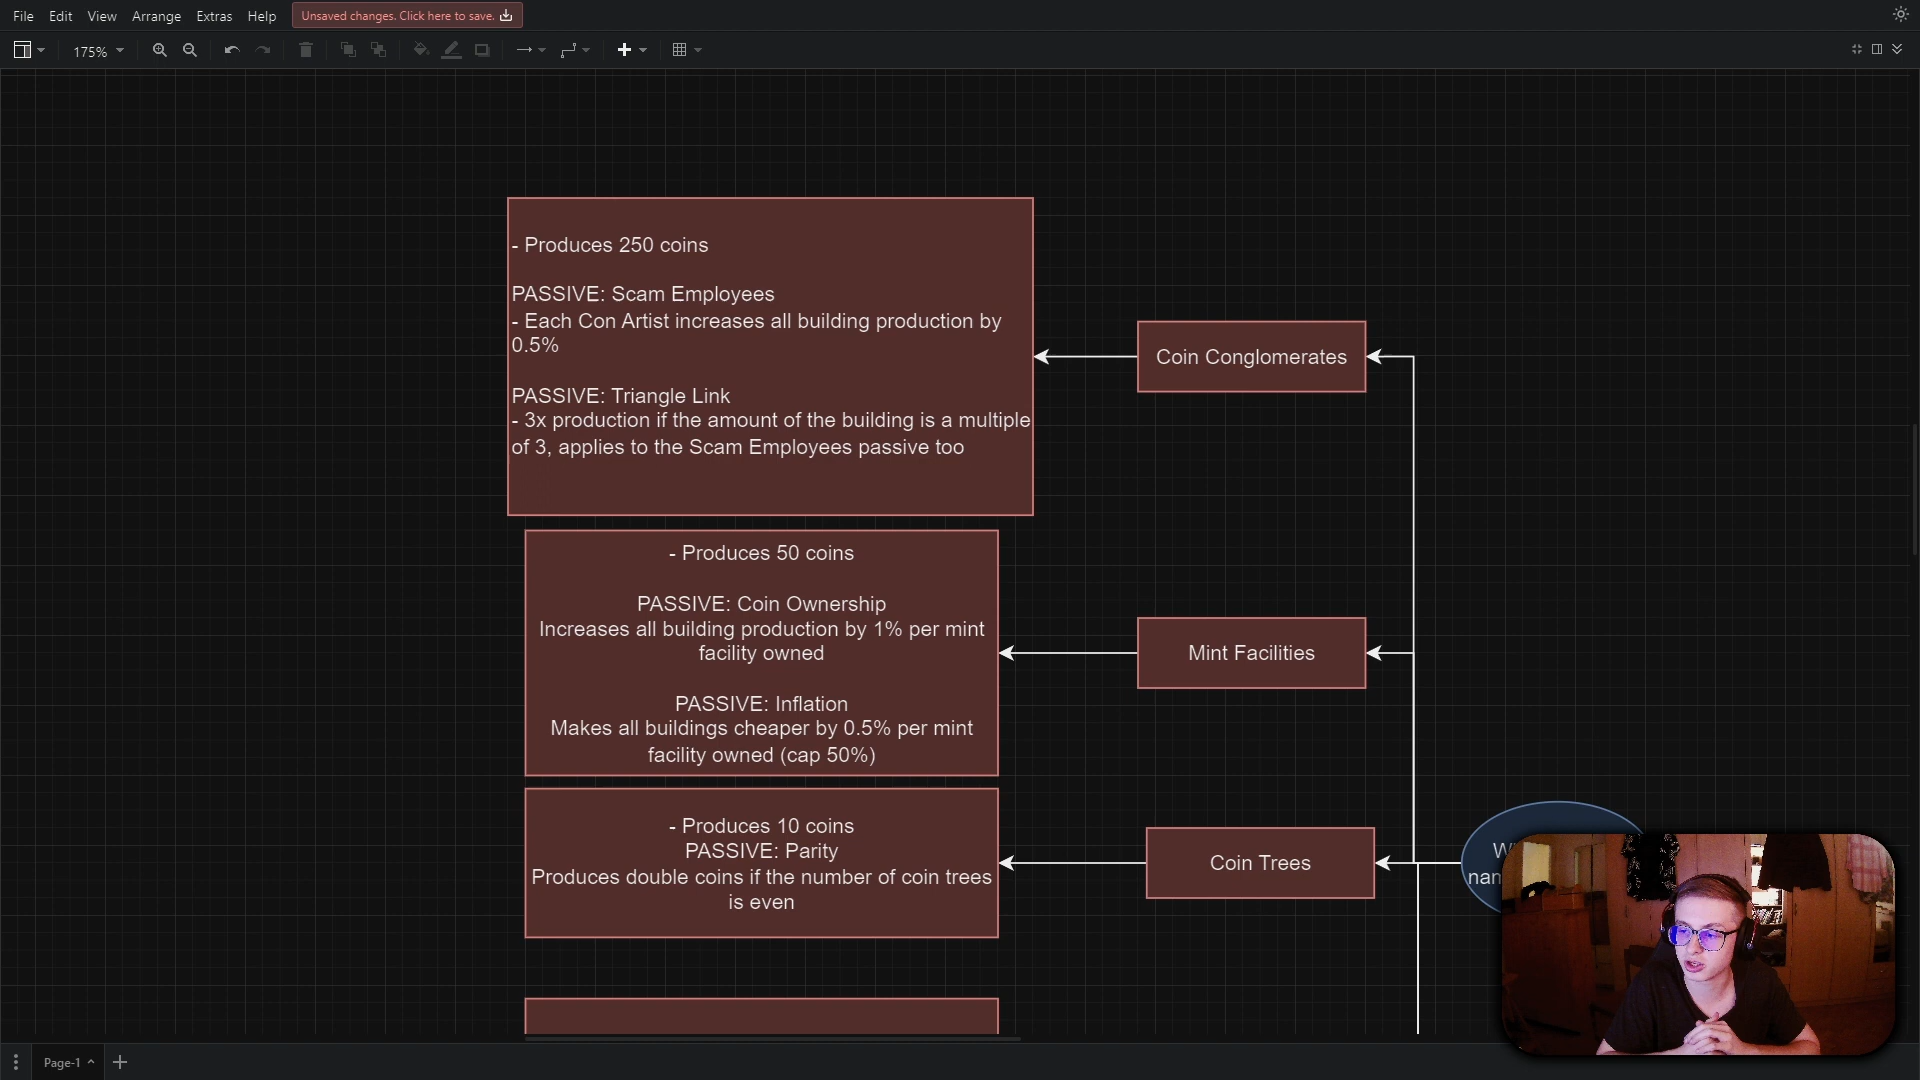 File Edit View Arrange Extras Help Unsaved changes. Click here to save.
175%
- Produces 250 coins
PASSIVE: Scam Employees
- Each Con Artist increases all building production by
0.5%
PASSIVE: Triangle Link
- 3x production if the amount of the building is a multiple
of 3, applies to the Scam Employees passive too
Coin Conglomerates
- Produces 50 coins
PASSIVE: Coin Ownership
Increases all building production by 1% per mint
facility owned
PASSIVE: Inflation
Makes all buildings cheaper by 0.5% per mint
facility owned (cap 50%)
Mint Facilities
- Produces 10 coins
PASSIVE: Parity
Produces double coins if the number of coin trees
is even
Coin Trees
Page-1